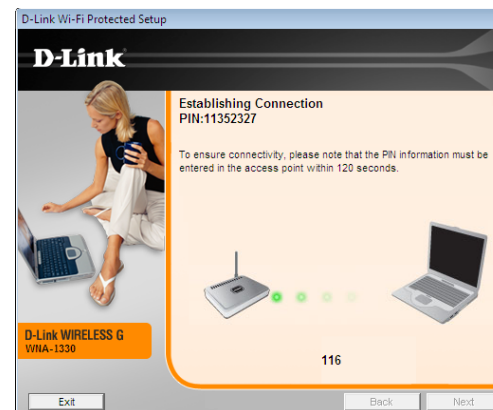 D-Link Wi-Fi Protected Setup
D-Link
Establishing Connection
PIN:11352327
To ensure connectivity, please note that the PIN information must be
entered in the access point within 120 seconds.
D-Link WIRELESS G
WNA-1330
116
Exit
Back
Next